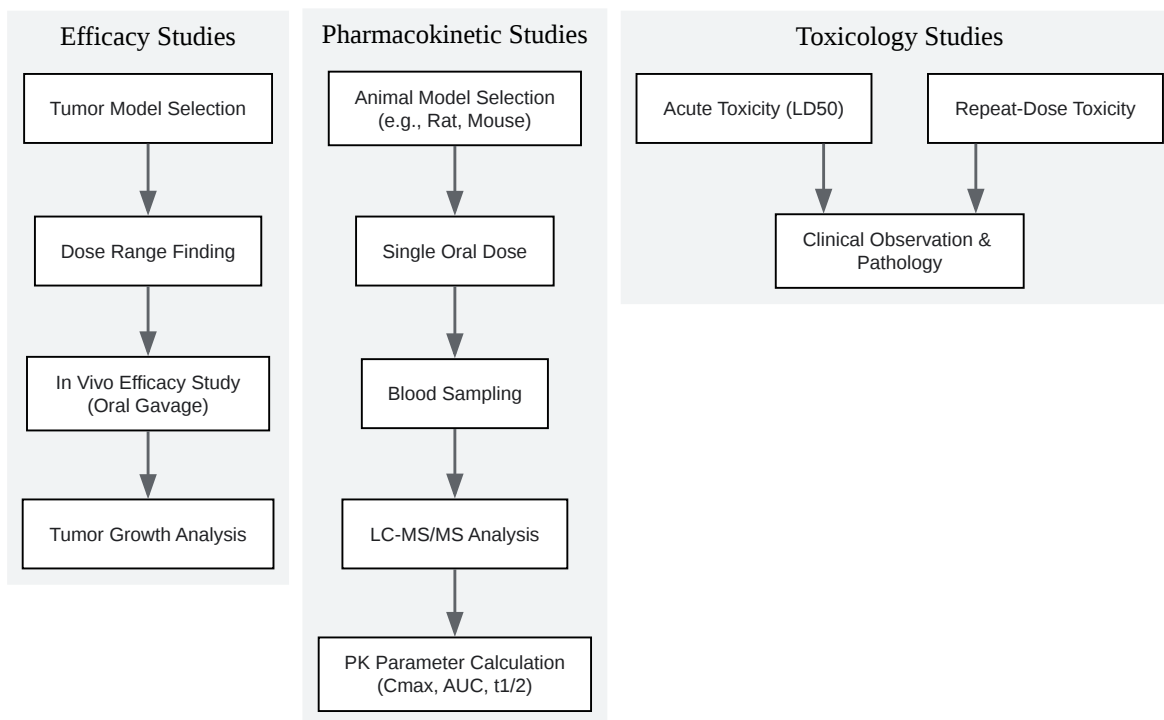 Efficacy Studies
Tumor Model Selection
Dose Range Finding
In Vivo Efficacy Study
(Oral Gavage)
Tumor Growth Analysis
Pharmacokinetic Studies
Animal Model Selection
(e.g., Rat, Mouse)
Single Oral Dose
Blood Sampling
LC-MS/MS Analysis
PK Parameter Calculation
(Cmax, AUC, t1/2)
Toxicology Studies
Acute Toxicity (LD50)
Repeat-Dose Toxicity
Clinical Observation &
Pathology